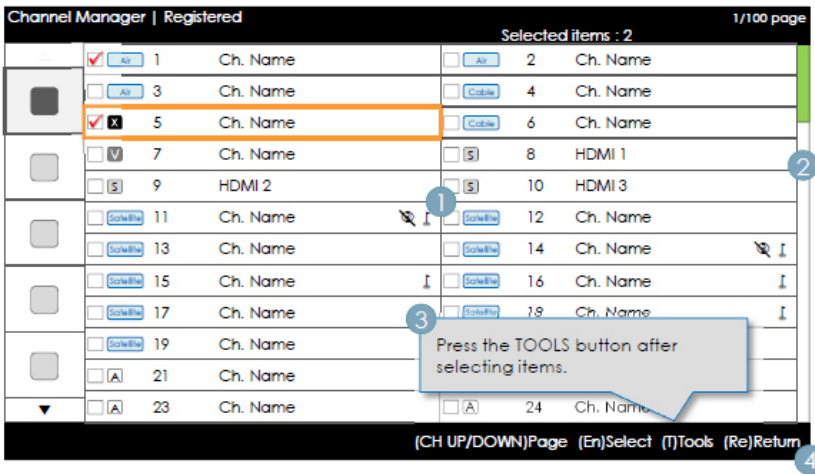 Channel Manager | Registered
1/100 page
Selected items : 2
Air 1 Ch. Name
Air 2 Ch. Name
Air 3 Ch. Name
Cable 4 Ch. Name
X 5 Ch. Name
Cable 6 Ch. Name
V 7 Ch. Name
S 8 HDMI 1
S 9 HDMI 2
S 10 HDMI 3
1
2
Satellite 11 Ch. Name
Satellite 12 Ch. Name
Satellite 13 Ch. Name
Satellite 14 Ch. Name
Satellite 15 Ch. Name
Satellite 16 Ch. Name
Satellite 17 Ch. Name
Satellite 18 Ch. Name
3
Press the TOOLS button after
selecting items.
Satellite 19 Ch. Name
A 21 Ch. Name
A 23 Ch. Name
A 24 Ch. Name
(CH UP/DOWN)Page (En)Select (T)Tools (Re)Return
4